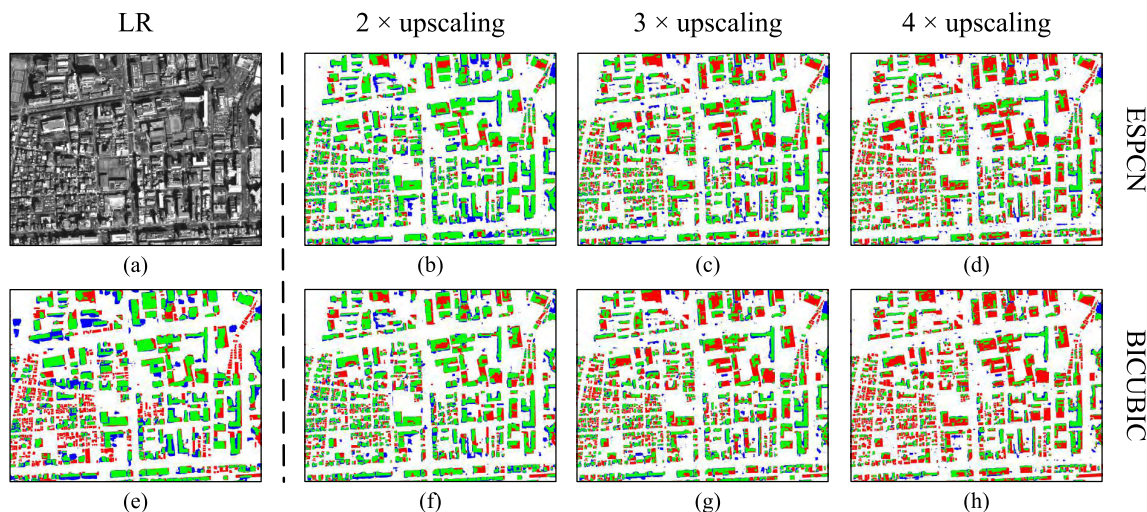 LR
2 × upscaling
3 × upscaling
4 × upscaling
ESPCN
(a)
(b)
(c)
(d)
BICUBIC
(e)
(f)
(g)
(h)